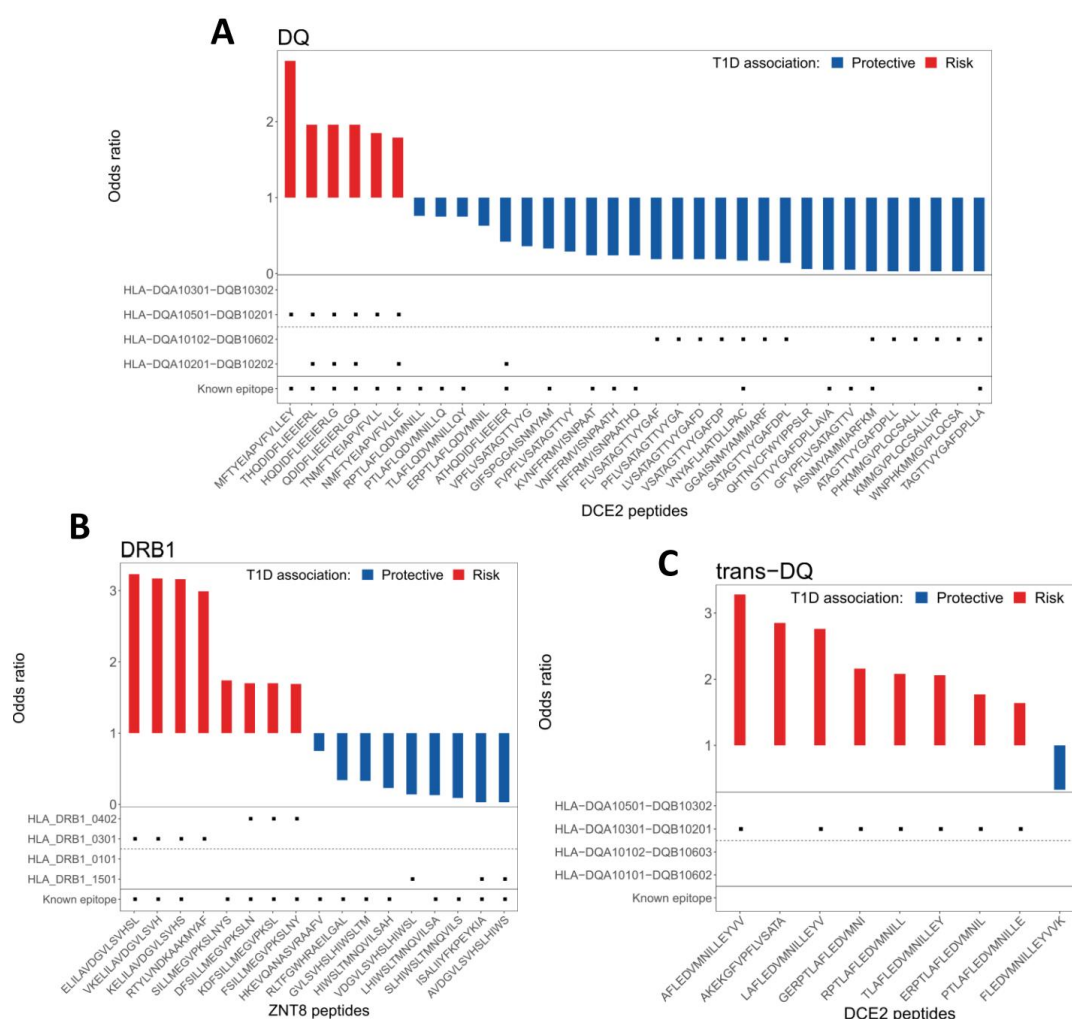 A
DQ
T1D association: Protective Risk
Odds ratio
2
1
0
HLA-DQA10301-DQB10302
HLA-DQA10501-DQB10201
HLA-DQA10102-DQB10602
HLA-DQA10201-DQB10202
Known epitope
MFTYEIAPVFVLLEY
THQDIDFLIEEIERL
HQDIDFLIEEIERLG
QDIDFLIEEIERLGQ
TNMFTYEIAPVFVLL
NMFTYEIAPVFVLLE
RPTLAFLQDVMNILL
PTLAFLQDVMNILLQ
TLAFLQDVMNILLQY
ERPTLAFLQDVMNIL
ATHQDIDFLIEEIER
VPFLVSATAGTTVYG
GIFSPGGAISNMYAM
FVPFLVSATAGTTVY
KVNFFRMVISNPAAT
VNFFRMVISNPAATH
NFFRMVISNPAATHQ
FLVSATAGTTVYGAF
PFLVSATAGTTVYGA
LVSATAGTTVYGAFD
VSATAGTTVYGAFDP
VNYAFLHATDLLPAC
GGAISNMYAMMIARF
SATAGTTVYGAFDPL
QHTNVCFWYIPPSLR
GTTVYGAFDPLLAVA
GFVPFLVSATAGTTV
AISNMYAMMIARFKM
ATAGTTVYGAFDPLL
PHKMMGVPLQCSALL
KMMGVPLQCSALLVR
WNPHKMMGVPLQCSA
TAGTTVYGAFDPLLA
DCE2 peptides
B
DRB1
T1D association: Protective Risk
Odds ratio
3
2
1
0
HLA_DRB1_0402
HLA_DRB1_0301
HLA_DRB1_0101
HLA_DRB1_1501
Known epitope
ELILAVDGVLSVHSL
VKELILAVDGVLSVH
KELILAVDGVLSVHS
RTYLVNDKAAKMYAF
SILLMEGVPKSLNYS
DFSILLMEGVPKSLN
KDFSILLMEGVPKSL
FSILLMEGVPKSLNY
HKEVQANASVRAAFV
RLTFGWHRAEILGAL
GVLSVHSLHIWSLTM
HIWSLTMNQVILSAH
VDGVLSVHSLHIWSL
LHIWSLTMNQVILSA
SLHIWSLTMNQVILS
ISALIIYFKPEYKIA
AVDGVLSVHSLHIWS
ZNT8 peptides
C
trans-DQ
T1D association: Protective Risk
Odds ratio
3
2
1
HLA-DQA10501-DQB10302
HLA-DQA10301-DQB10201
HLA-DQA10102-DQB10603
HLA-DQA10101-DQB10602
Known epitope
AFLEDVMNILLEYVV
AKEKGFVPFLVSATA
LAFLEDVMNILLEYV
GERPTLAFLEDVMNI
RPTLAFLEDVMNILL
TLAFLEDVMNILLEY
ERPTLAFLEDVMNIL
PTLAFLEDVMNILLE
FLEDVMNILLEYVVK
DCE2 peptides